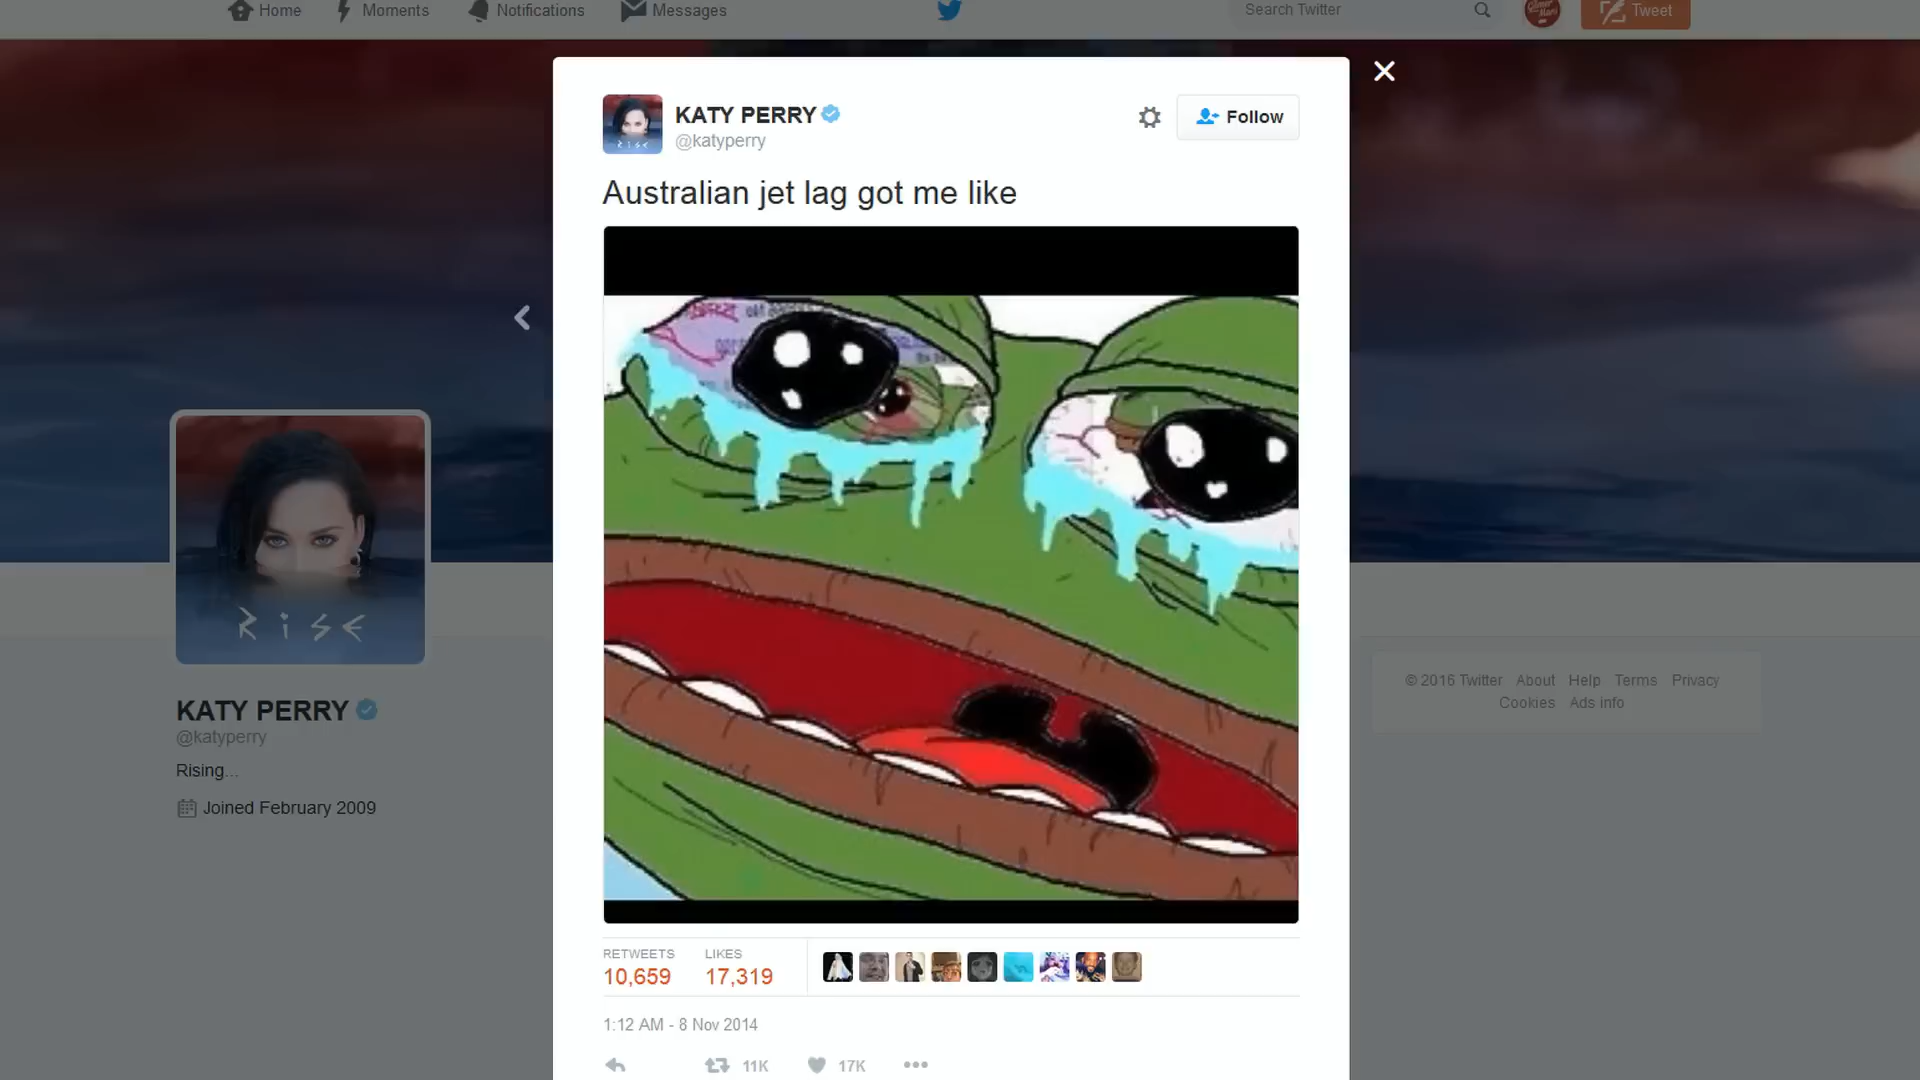 Home
Moments
Notifications
Messages
Search Twitter
Tweet
KATY PERRY
@katyperry
Follow
Australian jet lag got me like
RETWEETS
10,659
LIKES
17,319
1:12 AM - 8 Nov 2014
11K
17K
RISE
KATY PERRY
@katyperry
Rising...
Joined February 2009
© 2016 Twitter About Help Terms Privacy
Cookies Ads info